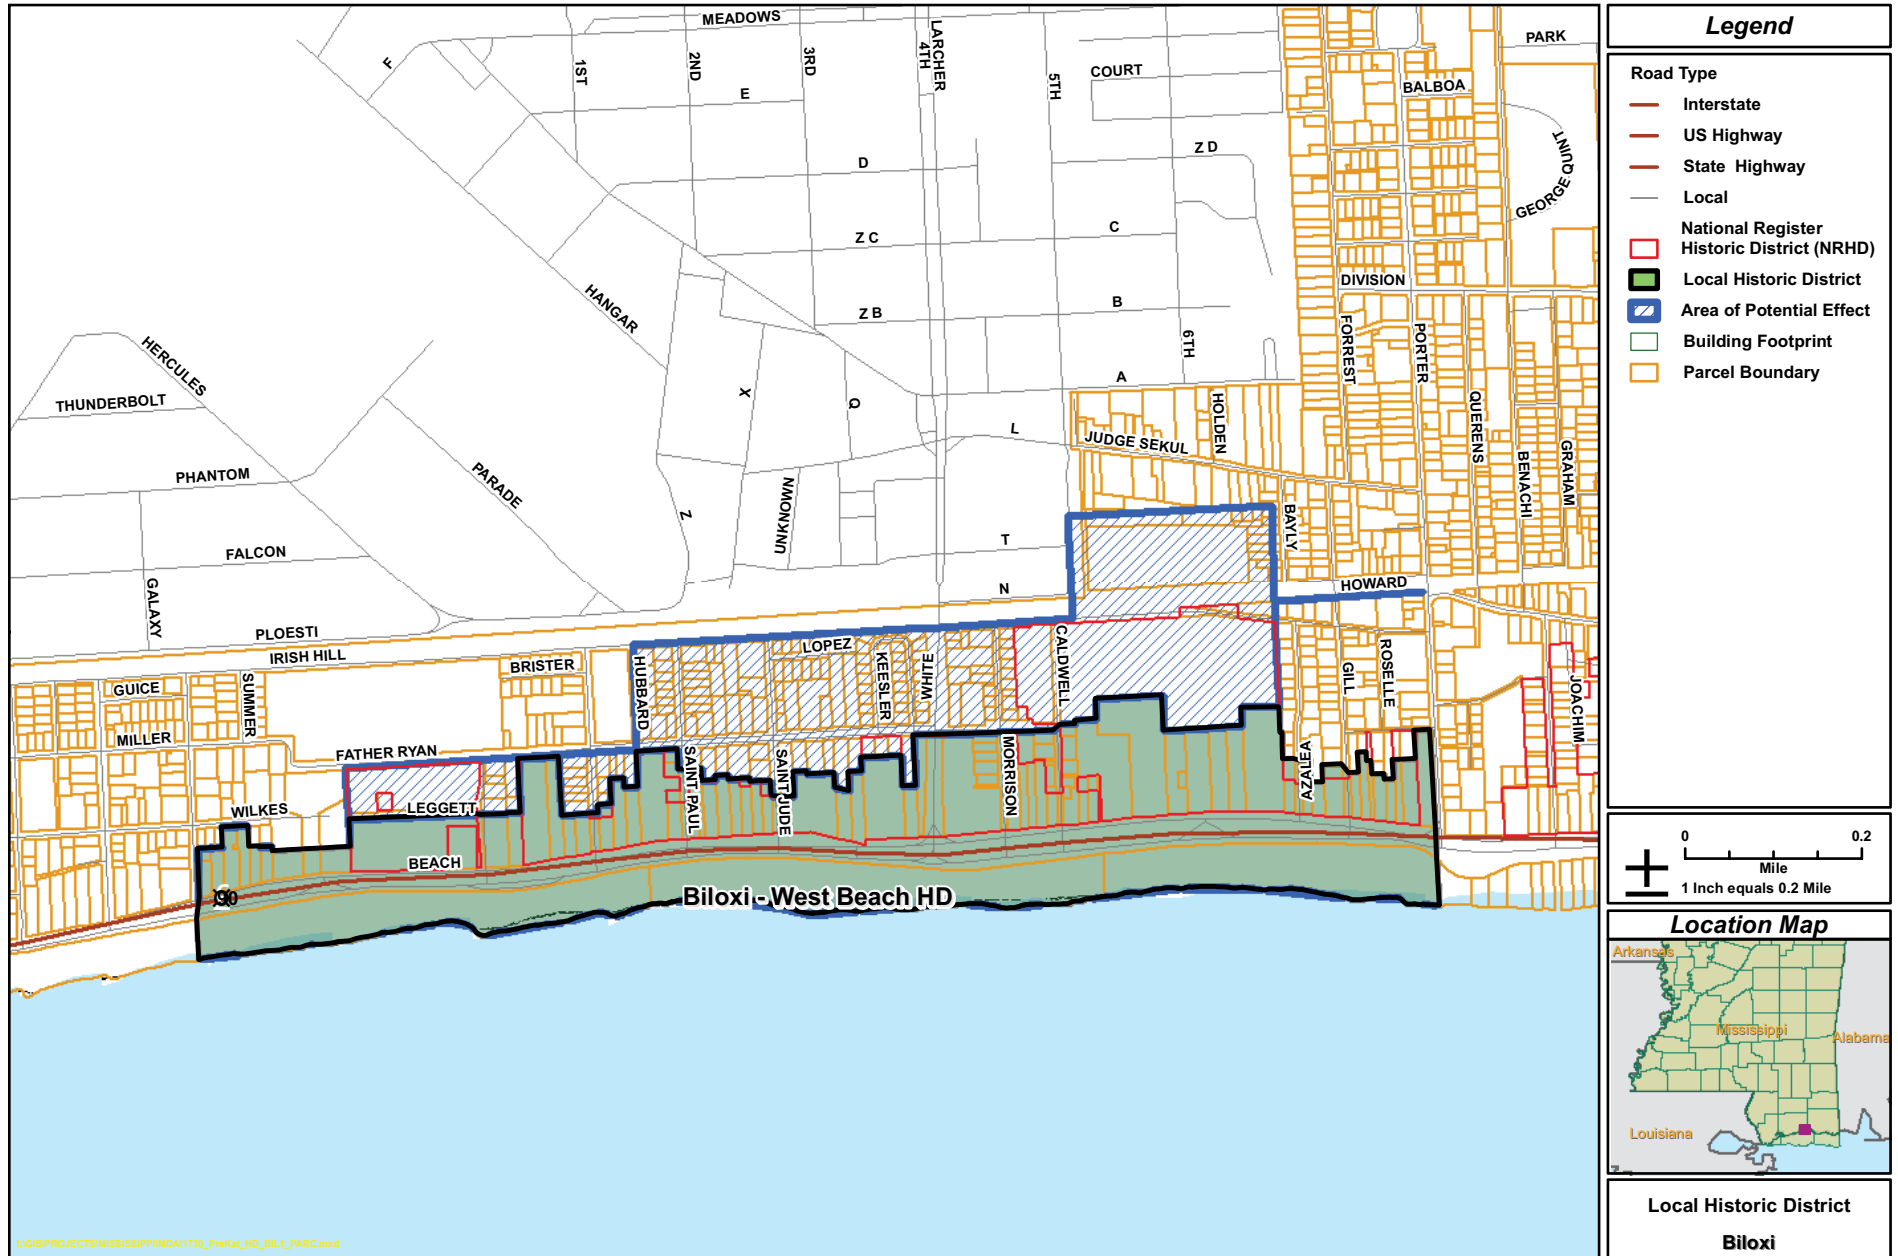 MEADOWS
F
1ST
2ND
3RD
4TH
LARCHER
5TH
COURT
E
D
Z D
Z C
C
Z B
B
6TH
A
HANGAR
HERCULES
THUNDERBOLT
PHANTOM
PARADE
FALCON
GALAXY
X
Q
L
Z
UNKNOWN
T
N
JUDGE SEKUL
HOLDEN
BALBOA
PARK
GEORGE QUINT
DIVISION
FORREST
PORTER
QUERENS
BENACHI
GRAHAM
BAYLY
HOWARD
PLOESTI
IRISH HILL
GUICE
SUMMER
MILLER
BRISTER
HUBBARD
LOPEZ
KEESLER
WHITE
CALDWELL
GILL
ROSELLE
JOACHIM
FATHER RYAN
WILKES
LEGGETT
SAINT PAUL
SAINT JUDE
MORRISON
AZALEA
BEACH
90
Biloxi - West Beach HD
Legend
Road Type
Interstate
US Highway
State Highway
Local
National Register
Historic District (NRHD)
Local Historic District
Area of Potential Effect
Building Footprint
Parcel Boundary
0 0.2
Mile
1 Inch equals 0.2 Mile
Location Map
Arkansas
Mississippi
Alabama
Louisiana
Local Historic District
Biloxi